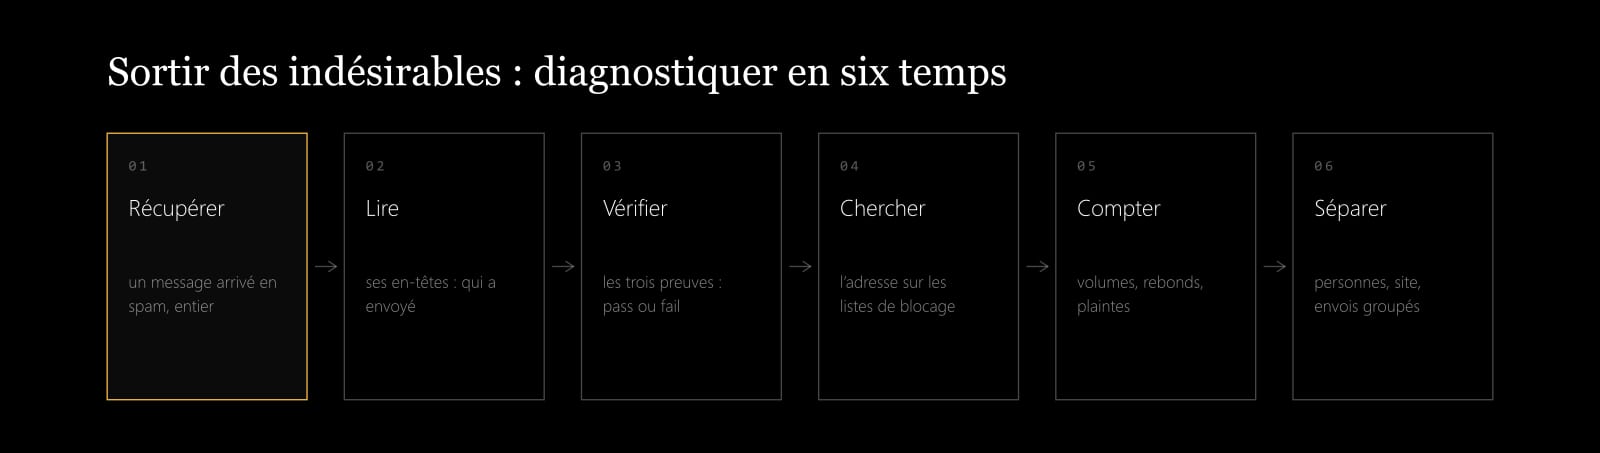 Sortir des indésirables : diagnostiquer en six temps
01
Récupérer
un message arrivé en
spam, entier
02
Lire
ses en-têtes : qui a
envoyé
03
Vérifier
les trois preuves :
pass ou fail
04
Chercher
l'adresse sur les
listes de blocage
05
Compter
volumes, rebonds,
plaintes
06
Séparer
personnes, site,
envois groupés